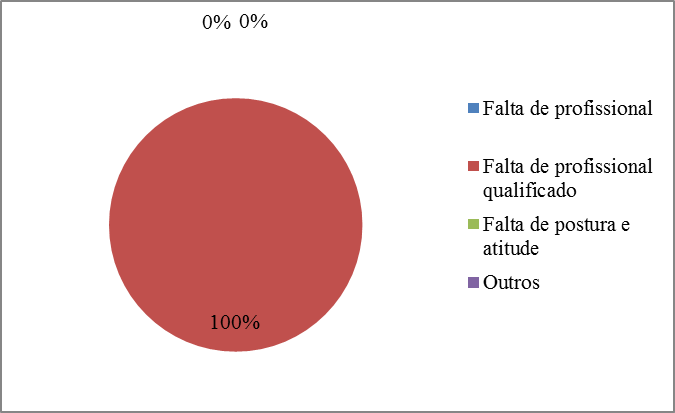 0% 0%
100%
Falta de profissional
Falta de profissional
qualificado
Falta de postura e
atitude
Outros